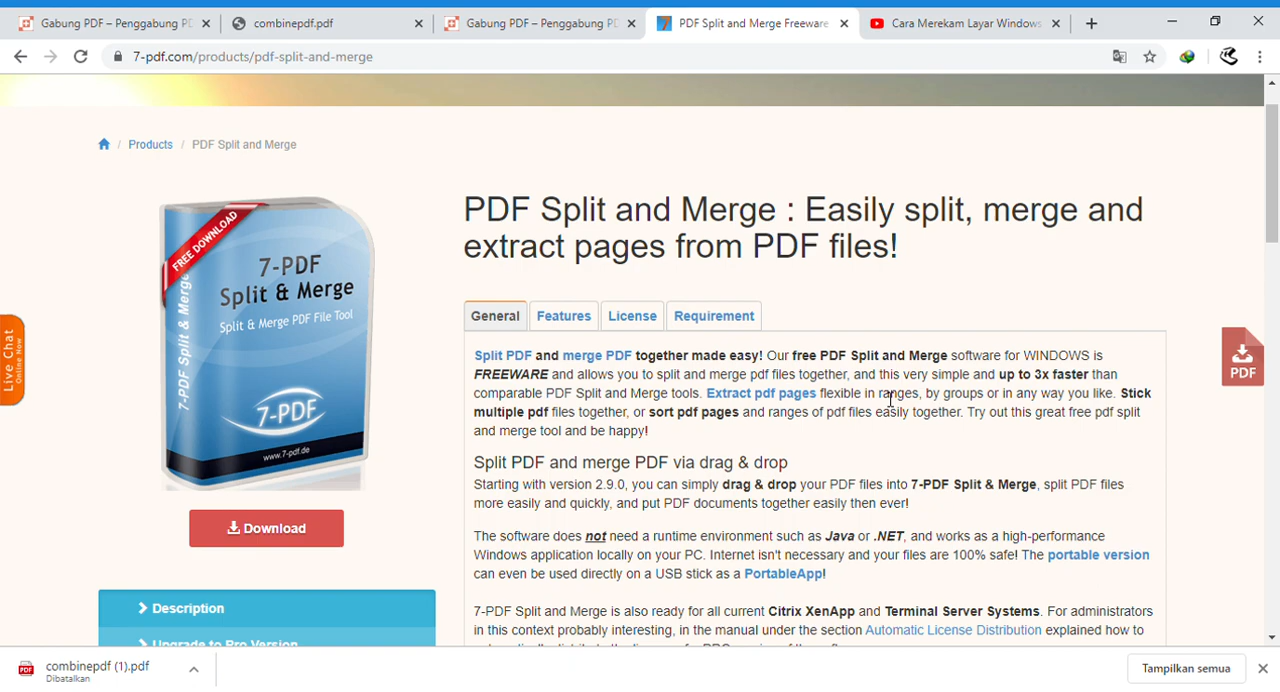 Gabung PDF – Penggabung PD
combinepdf.pdf
Gabung PDF – Penggabung PD
PDF Split and Merge Freeware
Cara Merekam Layar Windows
7-pdf.com/products/pdf-split-and-merge
/ Products / PDF Split and Merge
FREE DOWNLOAD
7-PDF
Split & Merge
Split & Merge PDF File Tool
7-PDF Split & Merge
7-PDF
www.7-pdf.de
Download
Description
Upgrade to Pro Version
Live Chat
Online Now
PDF Split and Merge : Easily split, merge and
extract pages from PDF files!
General Features License Requirement
Split PDF and merge PDF together made easy! Our free PDF Split and Merge software for WINDOWS is
FREEWARE and allows you to split and merge pdf files together, and this very simple and up to 3x faster than
comparable PDF Split and Merge tools. Extract pdf pages flexible in ranges, by groups or in any way you like. Stick
multiple pdf files together, or sort pdf pages and ranges of pdf files easily together. Try out this great free pdf split
and merge tool and be happy!
Split PDF and merge PDF via drag & drop
Starting with version 2.9.0, you can simply drag & drop your PDF files into 7-PDF Split & Merge, split PDF files
more easily and quickly, and put PDF documents together easily then ever!
The software does not need a runtime environment such as Java or .NET, and works as a high-performance
Windows application locally on your PC. Internet isn't necessary and your files are 100% safe! The portable version
can even be used directly on a USB stick as a PortableApp!
7-PDF Split and Merge is also ready for all current Citrix XenApp and Terminal Server Systems. For administrators
in this context probably interesting, in the manual under the section Automatic License Distribution explained how to
PDF
combinepdf (1).pdf
Dibatalkan
Tampilkan semua